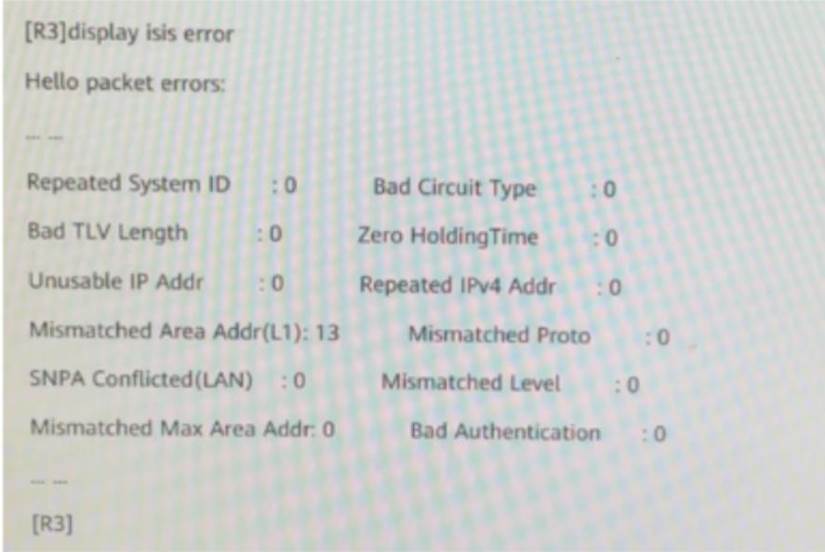 [R3]display isis error
Hello packet errors:
... ...
Repeated System ID : 0 Bad Circuit Type : 0
Bad TLV Length : 0 Zero HoldingTime : 0
Unusable IP Addr : 0 Repeated IPv4 Addr : 0
Mismatched Area Addr(L1): 13 Mismatched Proto : 0
SNPA Conflicted(LAN) : 0 Mismatched Level : 0
Mismatched Max Area Addr: 0 Bad Authentication : 0
... ...
[R3]